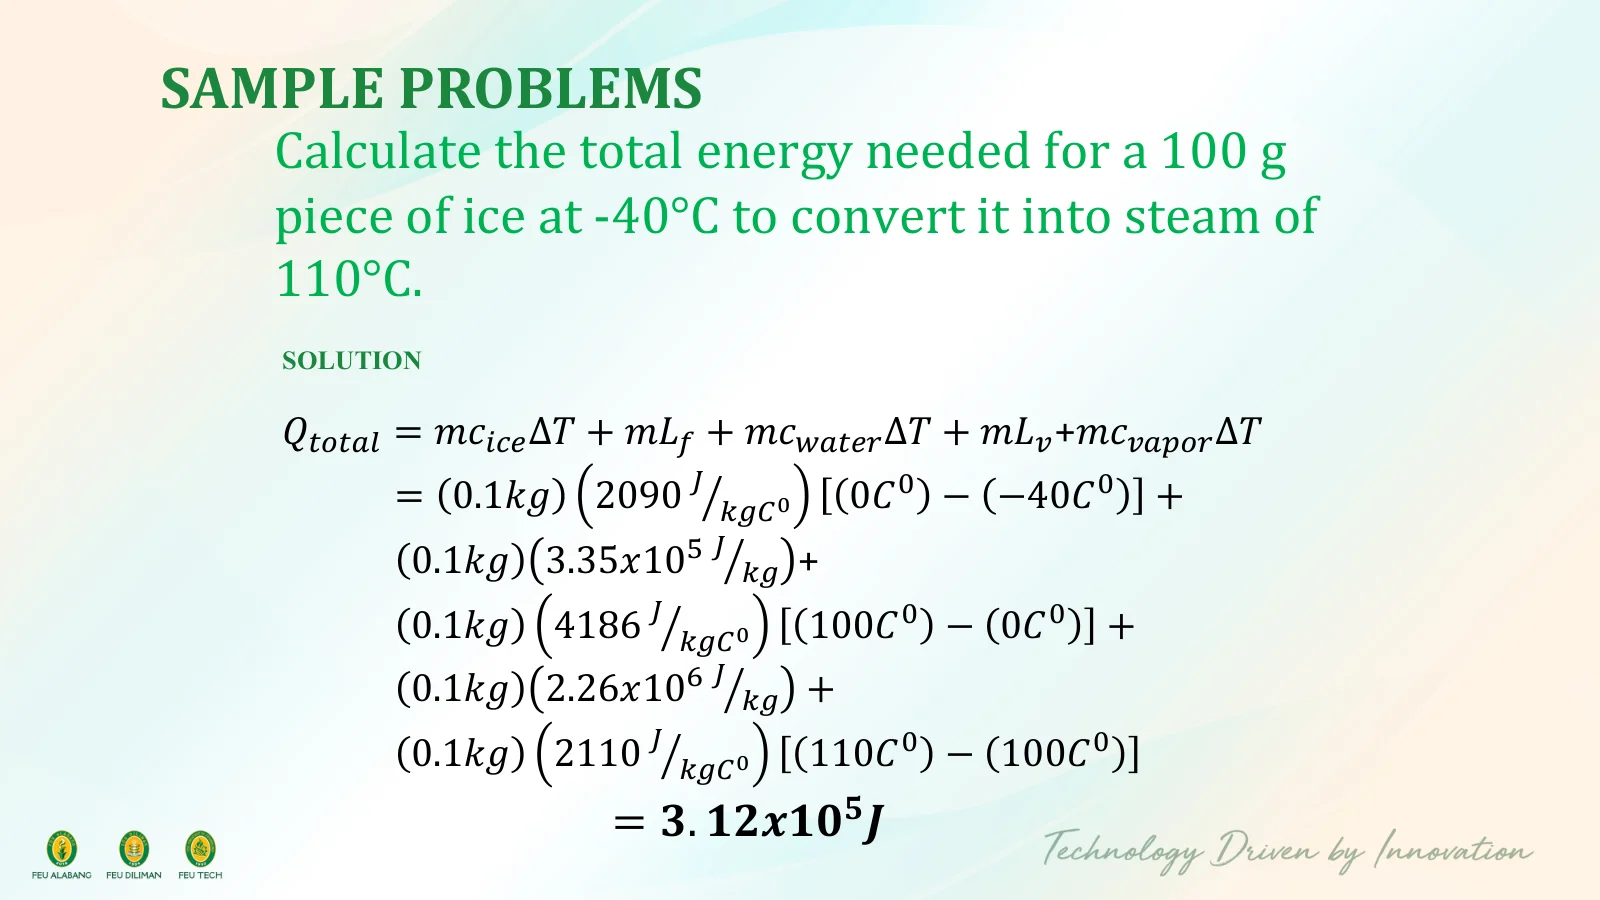 SAMPLE PROBLEMS
Calculate the total energy needed for a 100 g
piece of ice at -40°C to convert it into steam of
110°C.
SOLUTION
Q_total = mc_ice ΔT + mL_f + mc_water ΔT + mL_v+mc_vapor ΔT
= (0.1kg) (2090 J/kgC⁰) [(0C⁰) − (−40C⁰)] +
(0.1kg)(3.35x10⁵ J/kg)+
(0.1kg) (4186 J/kgC⁰) [(100C⁰) − (0C⁰)] +
(0.1kg)(2.26x10⁶ J/kg) +
(0.1kg) (2110 J/kgC⁰) [(110C⁰) − (100C⁰)]
= 3.12x10⁵J
FEU ALABANG FEU DILIMAN FEU TECH
Technology Driven by Innovation